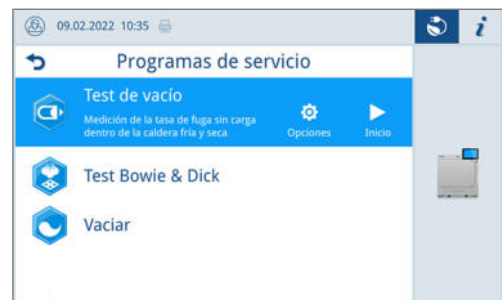 09.02.2022 10:35
i
Programas de servicio
Test de vacío
Medición de la tasa de fuga sin carga
dentro de la caldera fría y seca
Opciones
Inicio
Test Bowie & Dick
Vaciar